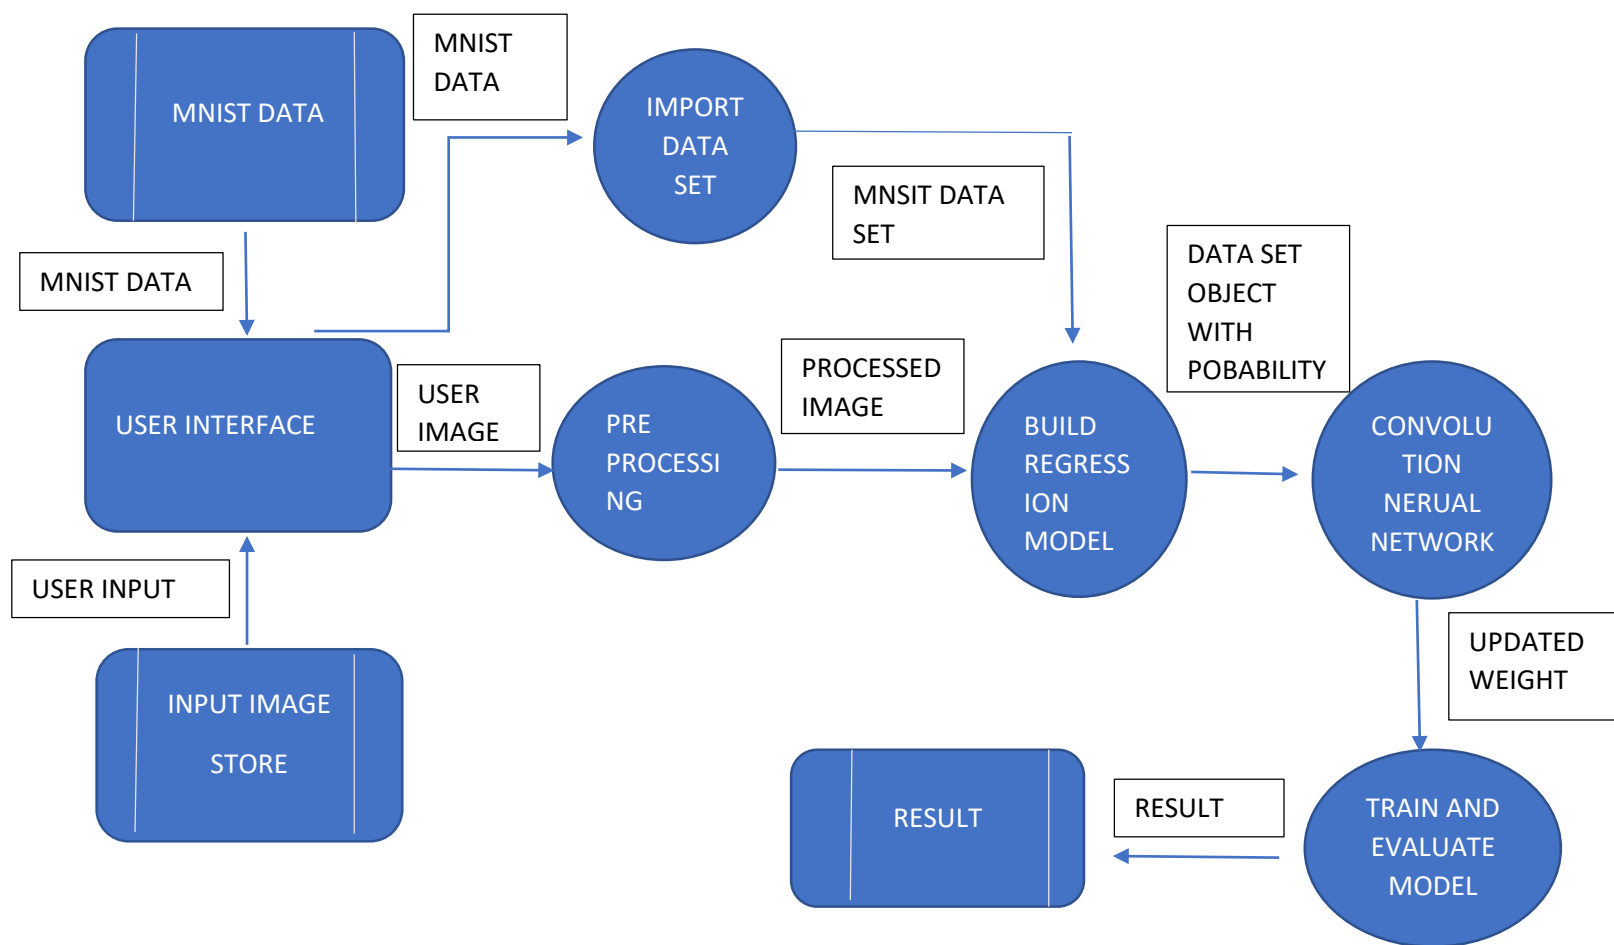 MNIST DATA
MNIST
DATA
IMPORT
DATA
SET
MNSIT DATA
SET
MNIST DATA
DATA SET
OBJECT
WITH
POBABILITY
USER INTERFACE
USER
IMAGE
PRE
PROCESSI
NG
PROCESSED
IMAGE
BUILD
REGRESS
ION
MODEL
CONVOLU
TION
NERUAL
NETWORK
USER INPUT
INPUT IMAGE
STORE
UPDATED
WEIGHT
RESULT
RESULT
TRAIN AND
EVALUATE
MODEL